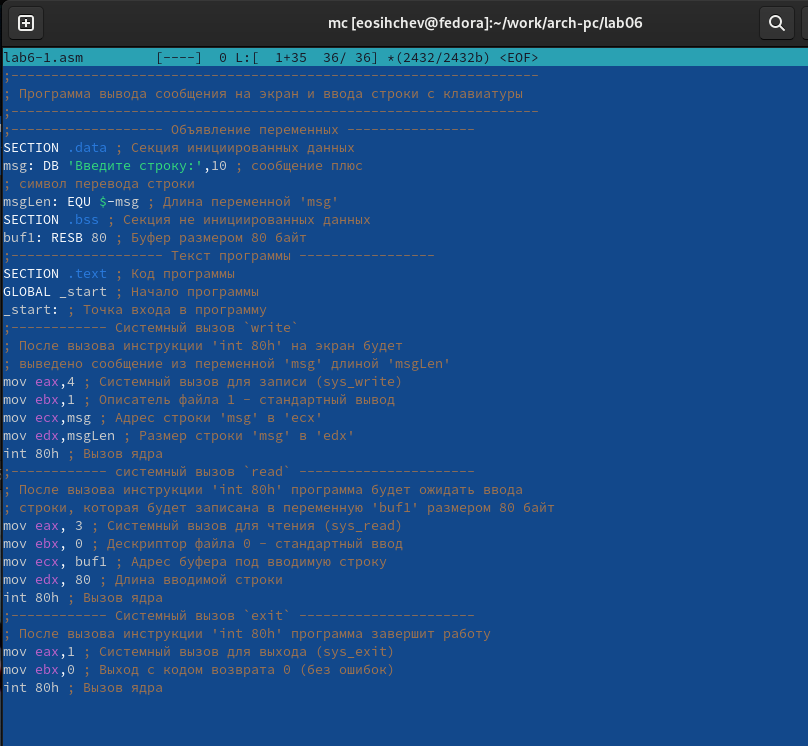 mc [eosihchev@fedora]:~/work/arch-pc/lab06
lab6-1.asm [----] 0 L:[ 1+35 36/ 36] *(2432/2432b) <EOF>
;------------------------------------------------------------------
; Программа вывода сообщения на экран и ввода строки с клавиатуры
;------------------------------------------------------------------
;------------------- Объявление переменных ----------------
SECTION .data ; Секция инициированных данных
msg: DB 'Введите строку:',10 ; сообщение плюс
; символ перевода строки
msgLen: EQU $-msg ; Длина переменной 'msg'
SECTION .bss ; Секция не инициированных данных
buf1: RESB 80 ; Буфер размером 80 байт
;------------------- Текст программы -----------------
SECTION .text ; Код программы
GLOBAL _start ; Начало программы
_start: ; Точка входа в программу
;------------ Системный вызов `write`
; После вызова инструкции 'int 80h' на экран будет
; выведено сообщение из переменной 'msg' длиной 'msgLen'
mov eax,4 ; Системный вызов для записи (sys_write)
mov ebx,1 ; Описатель файла 1 - стандартный вывод
mov ecx,msg ; Адрес строки 'msg' в 'ecx'
mov edx,msgLen ; Размер строки 'msg' в 'edx'
int 80h ; Вызов ядра
;------------ системный вызов `read` ----------------------
; После вызова инструкции 'int 80h' программа будет ожидать ввода
; строки, которая будет записана в переменную 'buf1' размером 80 байт
mov eax, 3 ; Системный вызов для чтения (sys_read)
mov ebx, 0 ; Дескриптор файла 0 - стандартный ввод
mov ecx, buf1 ; Адрес буфера под вводимую строку
mov edx, 80 ; Длина вводимой строки
int 80h ; Вызов ядра
;------------ Системный вызов `exit` ----------------------
; После вызова инструкции 'int 80h' программа завершит работу
mov eax,1 ; Системный вызов для выхода (sys_exit)
mov ebx,0 ; Выход с кодом возврата 0 (без ошибок)
int 80h ; Вызов ядра